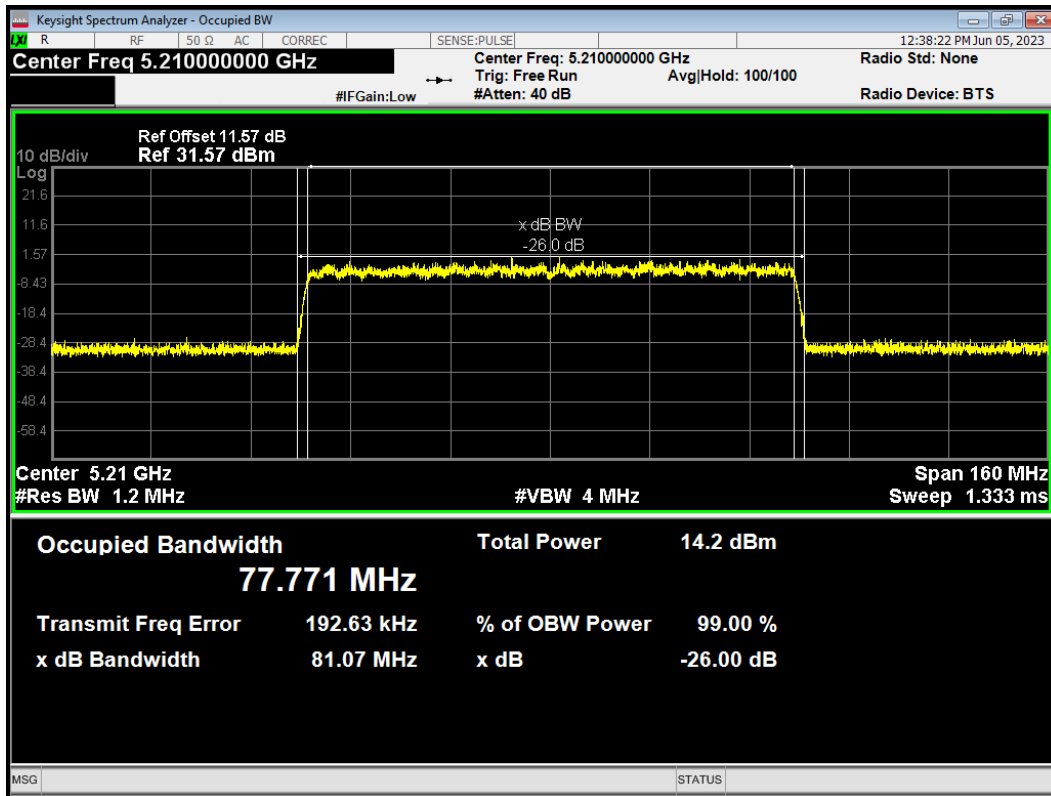 Keysight Spectrum Analyzer - Occupied BW
LXI R RF 50 Ω AC CORREC SENSE:PULSE 12:38:22 PM Jun 05, 2023
Center Freq 5.210000000 GHz
#IFGain:Low
Center Freq: 5.210000000 GHz
Trig: Free Run Avg|Hold: 100/100
#Atten: 40 dB
Radio Std: None
Radio Device: BTS
Ref Offset 11.57 dB
10 dB/div Ref 31.57 dBm
Log
21.6
11.6
1.57
-8.43
-18.4
-28.4
-38.4
-48.4
-58.4
x dB BW
-26.0 dB
Center 5.21 GHz Span 160 MHz
#Res BW 1.2 MHz #VBW 4 MHz Sweep 1.333 ms
Occupied Bandwidth Total Power 14.2 dBm
77.771 MHz
Transmit Freq Error 192.63 kHz % of OBW Power 99.00 %
x dB Bandwidth 81.07 MHz x dB -26.00 dB
MSG STATUS